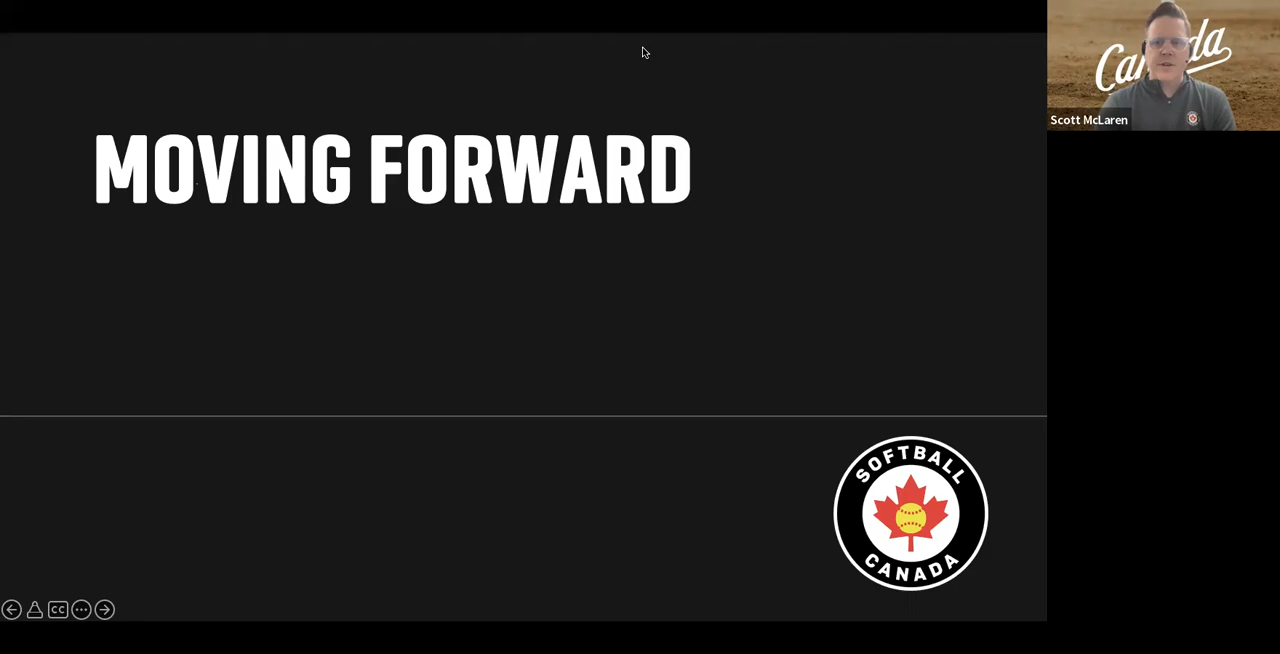 MOVING FORWARD
Canada
Scott McLaren
SOFTBALL
CANADA
CC